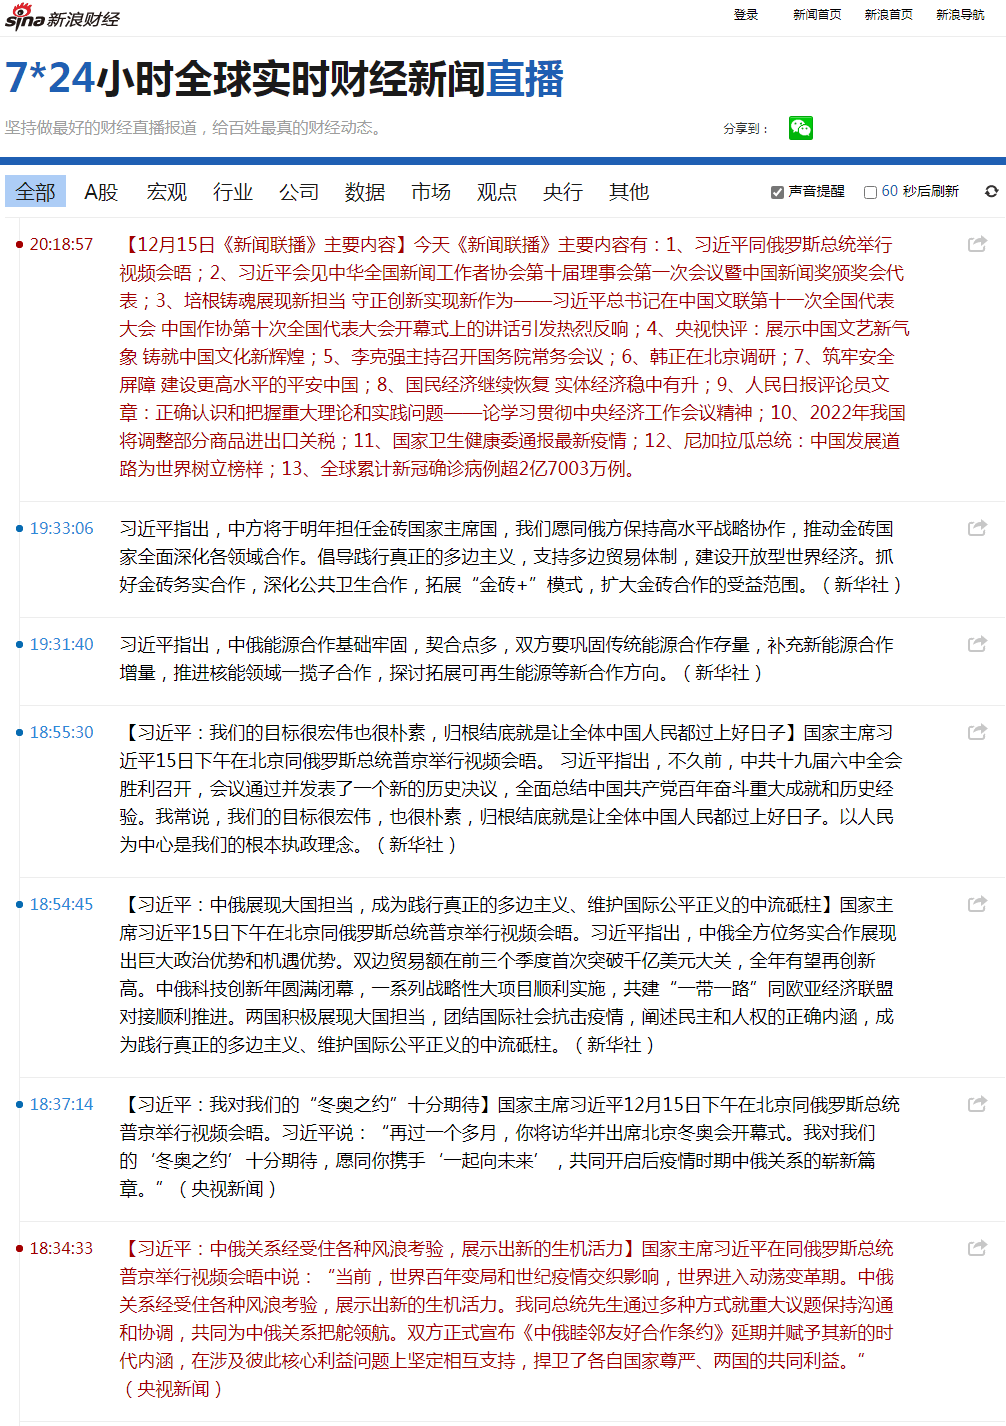 sina新浪财经
登录 新闻首页 新浪首页 新浪导航
7*24小时全球实时财经新闻直播
坚持做最好的财经直播报道，给百姓最真的财经动态。
分享到：
全部 A股 宏观 行业 公司 数据 市场 观点 央行 其他 声音提醒 60 秒后刷新
20:18:57 【12月15日《新闻联播》主要内容】今天《新闻联播》主要内容有：1、习近平同俄罗斯总统举行
视频会晤；2、习近平会见中华全国新闻工作者协会第十届理事会第一次会议暨中国新闻奖颁奖会代
表；3、培根铸魂展现新担当 守正创新实现新作为——习近平总书记在中国文联第十一次全国代表
大会 中国作协第十次全国代表大会开幕式上的讲话引发热烈反响；4、央视快评：展示中国文艺新气
象 铸就中国文化新辉煌；5、李克强主持召开国务院常务会议；6、韩正在北京调研；7、筑牢安全
屏障 建设更高水平的平安中国；8、国民经济继续恢复 实体经济稳中有升；9、人民日报评论员文
章：正确认识和把握重大理论和实践问题——论学习贯彻中央经济工作会议精神；10、2022年我国
将调整部分商品进出口关税；11、国家卫生健康委通报最新疫情；12、尼加拉瓜总统：中国发展道
路为世界树立榜样；13、全球累计新冠确诊病例超2亿7003万例。
19:33:06 习近平指出，中方将于明年担任金砖国家主席国，我们愿同俄方保持高水平战略协作，推动金砖国
家全面深化各领域合作。倡导践行真正的多边主义，支持多边贸易体制，建设开放型世界经济。抓
好金砖务实合作，深化公共卫生合作，拓展“金砖+”模式，扩大金砖合作的受益范围。（新华社）
19:31:40 习近平指出，中俄能源合作基础牢固，契合点多，双方要巩固传统能源合作存量，补充新能源合作
增量，推进核能领域一揽子合作，探讨拓展可再生能源等新合作方向。（新华社）
18:55:30 【习近平：我们的目标很宏伟也很朴素，归根结底就是让全体中国人民都过上好日子】国家主席习
近平15日下午在北京同俄罗斯总统普京举行视频会晤。 习近平指出，不久前，中共十九届六中全会
胜利召开，会议通过并发表了一个新的历史决议，全面总结中国共产党百年奋斗重大成就和历史经
验。我常说，我们的目标很宏伟，也很朴素，归根结底就是让全体中国人民都过上好日子。以人民
为中心是我们的根本执政理念。（新华社）
18:54:45 【习近平：中俄展现大国担当，成为践行真正的多边主义、维护国际公平正义的中流砥柱】国家主
席习近平15日下午在北京同俄罗斯总统普京举行视频会晤。习近平指出，中俄全方位务实合作展现
出巨大政治优势和机遇优势。双边贸易额在前三个季度首次突破千亿美元大关，全年有望再创新
高。中俄科技创新年圆满闭幕，一系列战略性大项目顺利实施，共建“一带一路”同欧亚经济联盟
对接顺利推进。两国积极展现大国担当，团结国际社会抗击疫情，阐述民主和人权的正确内涵，成
为践行真正的多边主义、维护国际公平正义的中流砥柱。（新华社）
18:37:14 【习近平：我对我们的“冬奥之约”十分期待】国家主席习近平12月15日下午在北京同俄罗斯总统
普京举行视频会晤。习近平说：“再过一个多月，你将访华并出席北京冬奥会开幕式。我对我们
的‘冬奥之约’十分期待，愿同你携手‘一起向未来’，共同开启后疫情时期中俄关系的崭新篇
章。”（央视新闻）
18:34:33 【习近平：中俄关系经受住各种风浪考验，展示出新的生机活力】国家主席习近平在同俄罗斯总统
普京举行视频会晤中说：“当前，世界百年变局和世纪疫情交织影响，世界进入动荡变革期。中俄
关系经受住各种风浪考验，展示出新的生机活力。我同总统先生通过多种方式就重大议题保持沟通
和协调，共同为中俄关系把舵领航。双方正式宣布《中俄睦邻友好合作条约》延期并赋予其新的时
代内涵，在涉及彼此核心利益问题上坚定相互支持，捍卫了各自国家尊严、两国的共同利益。”
（央视新闻）